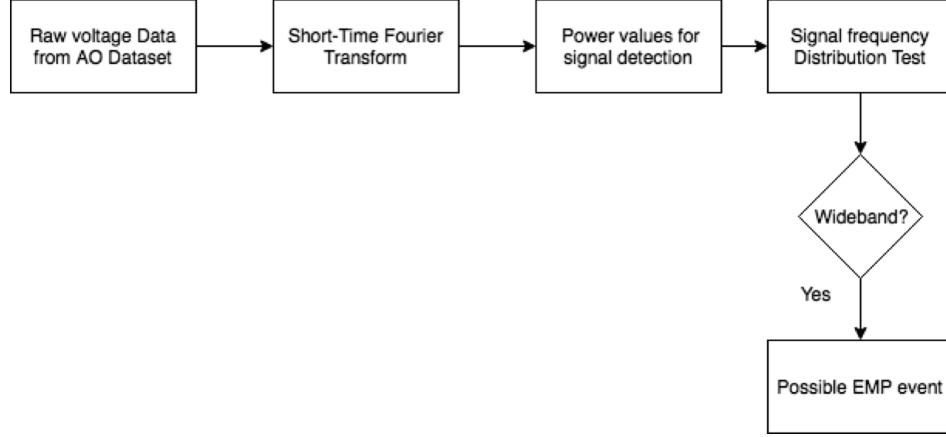 Raw voltage Data
from AO Dataset
Short-Time Fourier
Transform
Power values for
signal detection
Signal frequency
Distribution Test
Wideband?
Yes
Possible EMP event